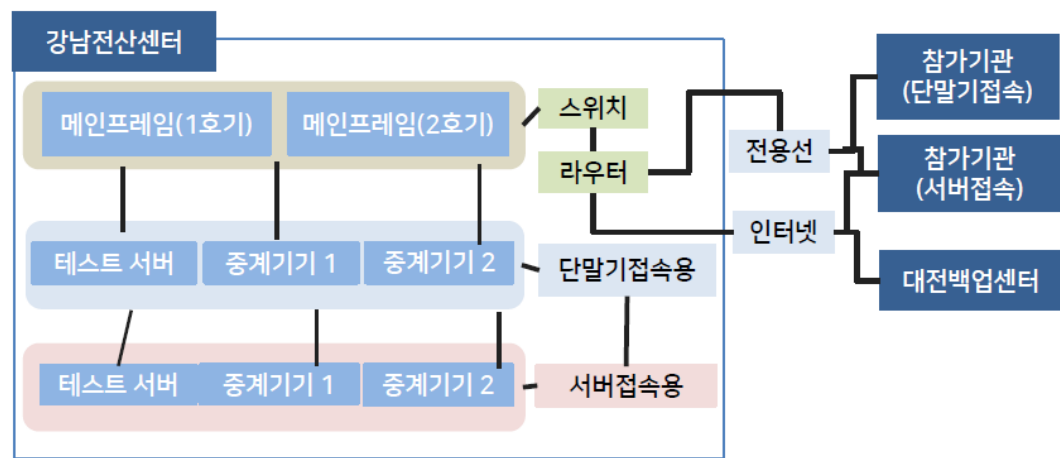 강남전산센터
메인프레임(1호기)
메인프레임(2호기)
스위치
라우터
전용선
인터넷
참가기관
(단말기접속)
참가기관
(서버접속)
대전백업센터
테스트 서버
중계기기 1
중계기기 2
단말기접속용
테스트 서버
중계기기 1
중계기기 2
서버접속용